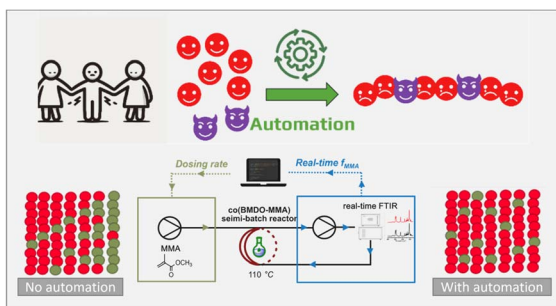 Automation
Dosing rate
Real-time fMMA
co(BMDO-MMA)
seimi-batch reactor
real-time FTIR
MMA
OCH3
O
110 °C
No automation
With automation